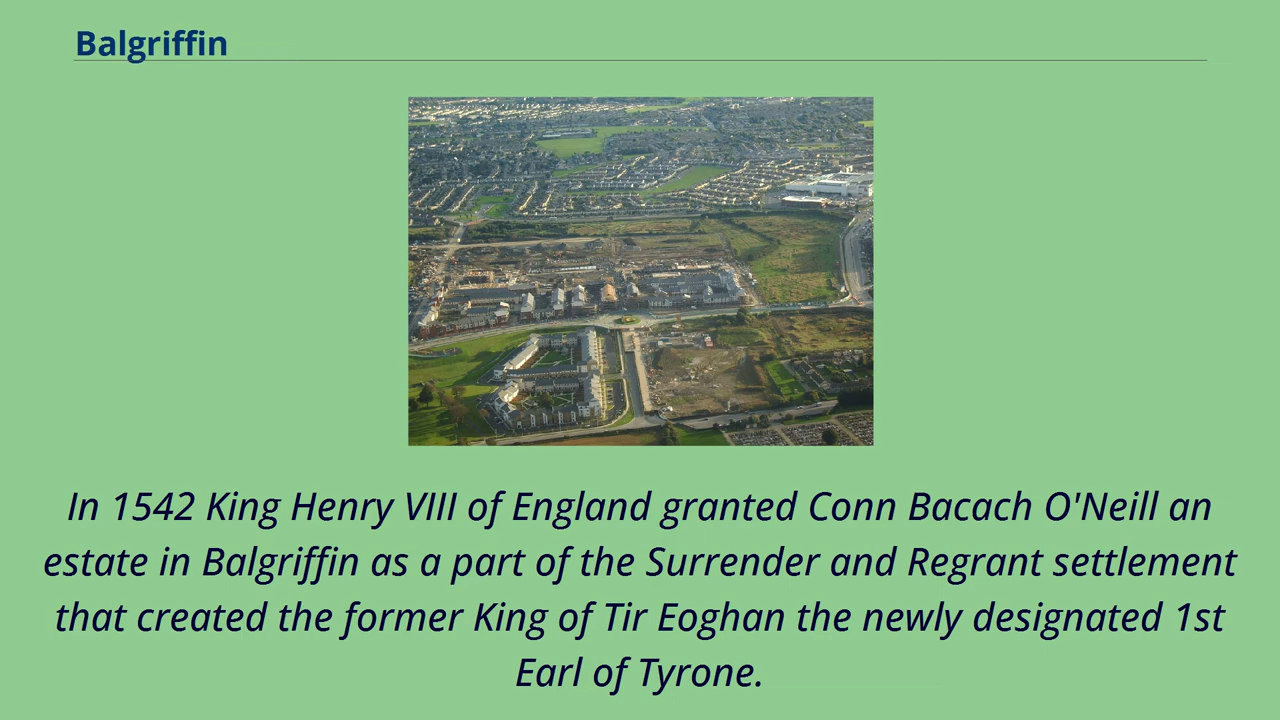 Balgriffin
In 1542 King Henry VIII of England granted Conn Bacach O'Neill an
estate in Balgriffin as a part of the Surrender and Regrant settlement
that created the former King of Tir Eoghan the newly designated 1st
Earl of Tyrone.